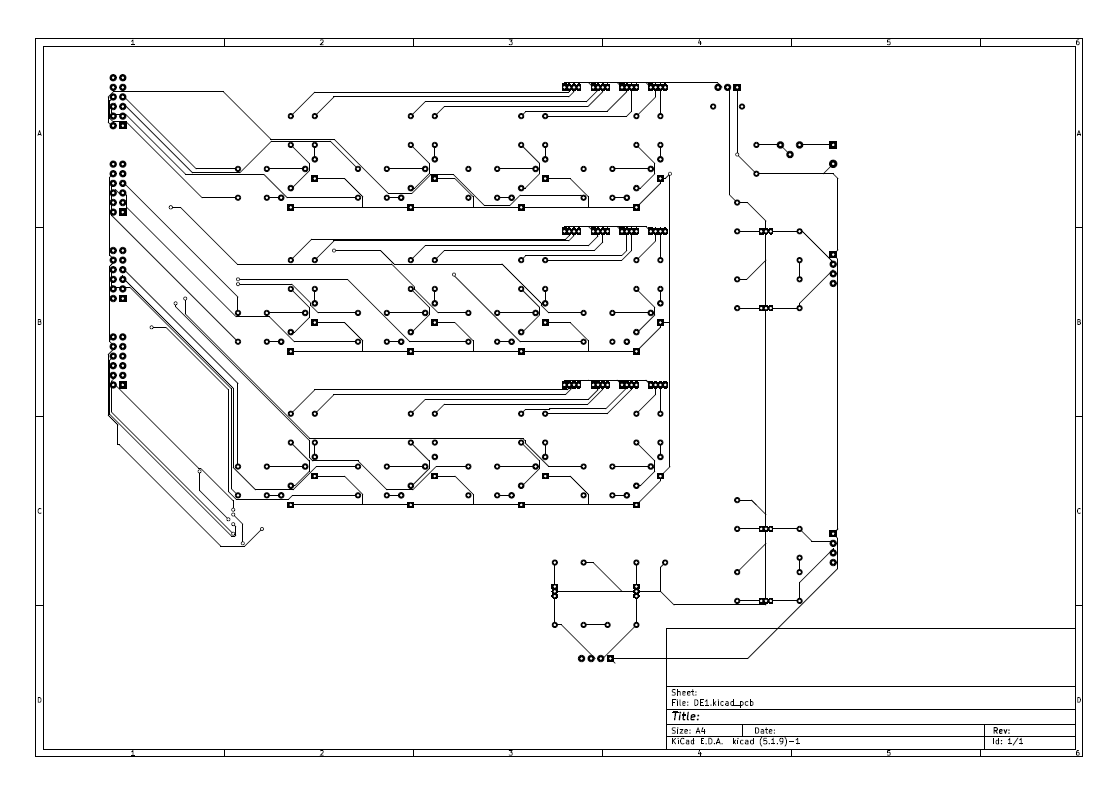 1 2 3 4 5 6
A A
B B
C C
D D
Sheet:
File: DE1.kicad_pcb
Title:
Size: A4 Date: Rev:
KiCad E.D.A. kicad (5.1.9)-1 Id: 1/1
1 2 3 4 5 6